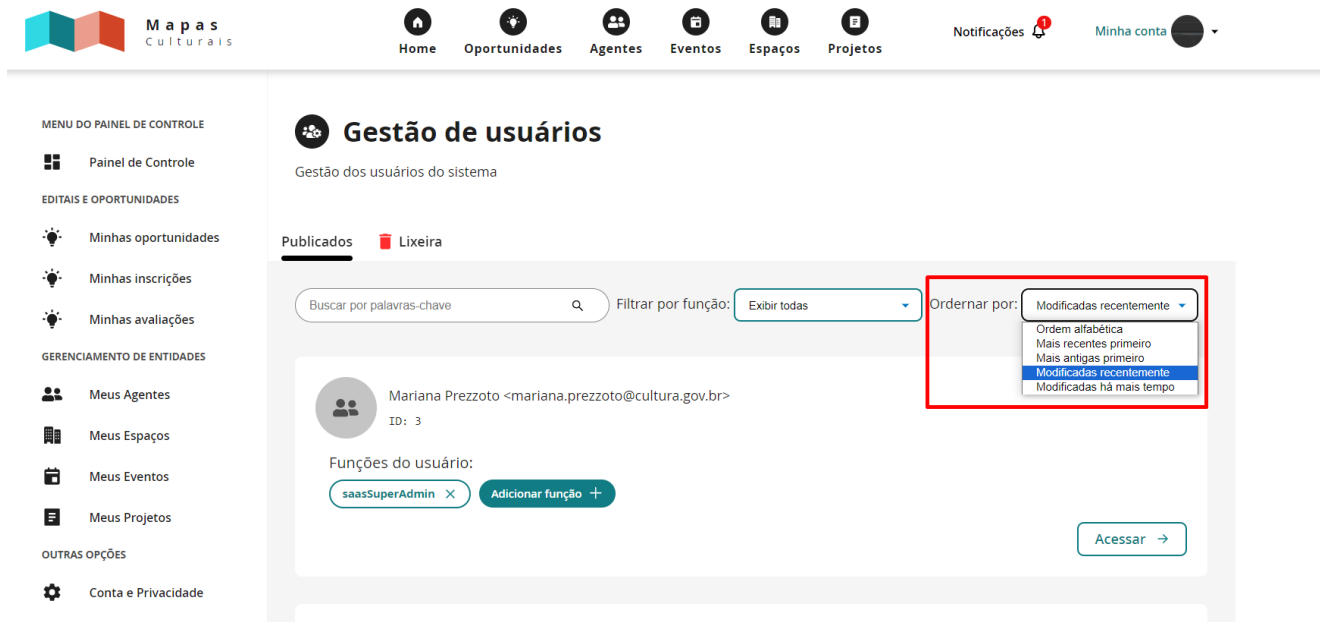 Mapas
Culturais
Home
Oportunidades
Agentes
Eventos
Espaços
Projetos
Notificações
1
Minha conta
MENU DO PAINEL DE CONTROLE
Painel de Controle
EDITAIS E OPORTUNIDADES
Minhas oportunidades
Minhas inscrições
Minhas avaliações
GERENCIAMENTO DE ENTIDADES
Meus Agentes
Meus Espaços
Meus Eventos
Meus Projetos
OUTRAS OPÇÕES
Conta e Privacidade
Gestão de usuários
Gestão dos usuários do sistema
Publicados
Lixeira
Buscar por palavras-chave
Filtrar por função:
Exibir todas
Ordernar por:
Modificadas recentemente
Ordem alfabética
Mais recentes primeiro
Mais antigas primeiro
Modificadas recentemente
Modificadas há mais tempo
Mariana Prezzoto <mariana.prezzoto@cultura.gov.br>
ID: 3
Funções do usuário:
saasSuperAdmin
Adicionar função
Acessar